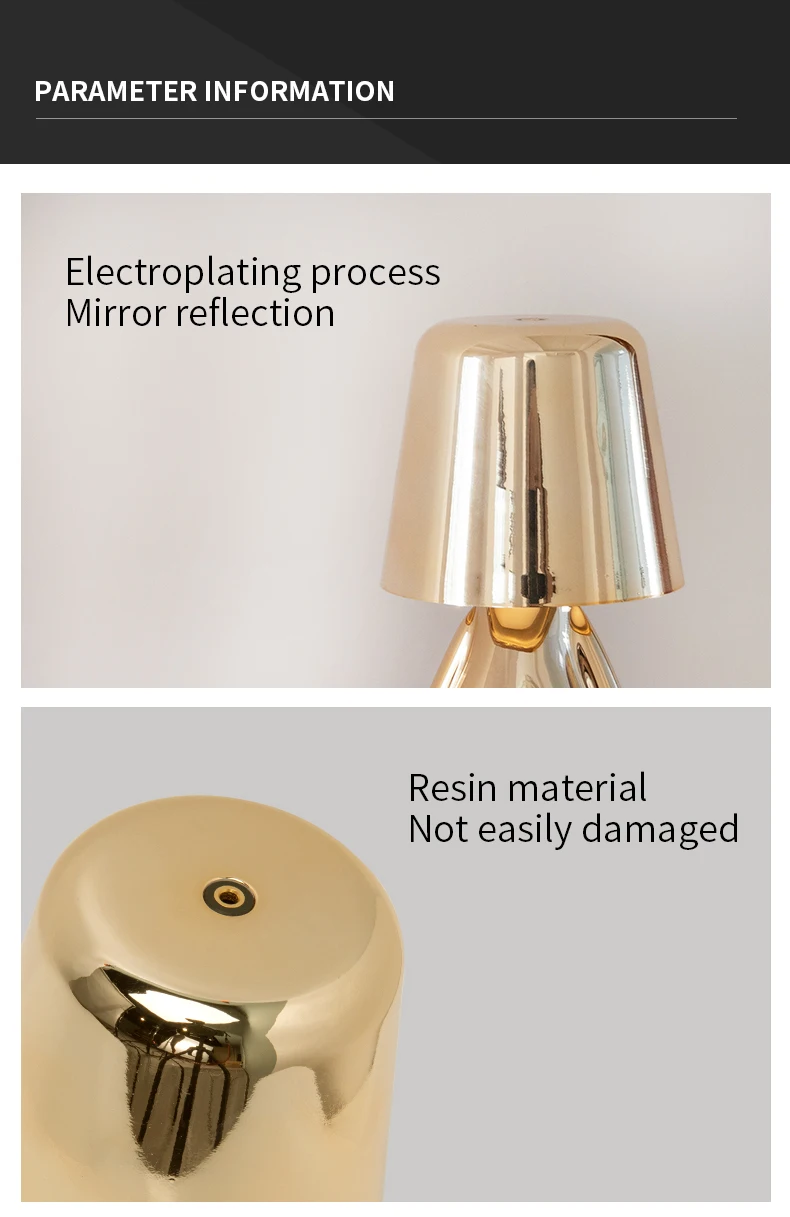 PARAMETER INFORMATION
Electroplating process
Mirror reflection
Resin material
Not easily damaged